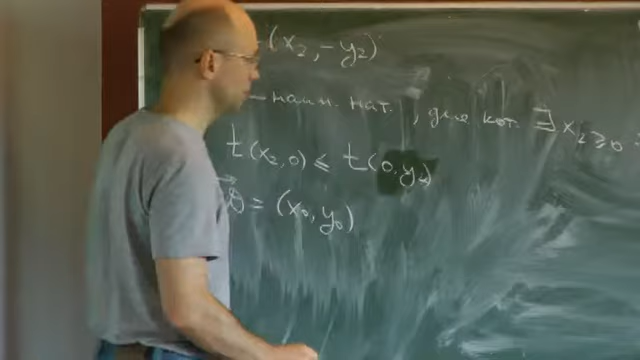 (x₂, -y₂)
— наим. нат., для кот. ∃ x₂ ⩾ 0
t(x₂, 0) ⩽ t(0, y₂)
= (x₀, y₀)